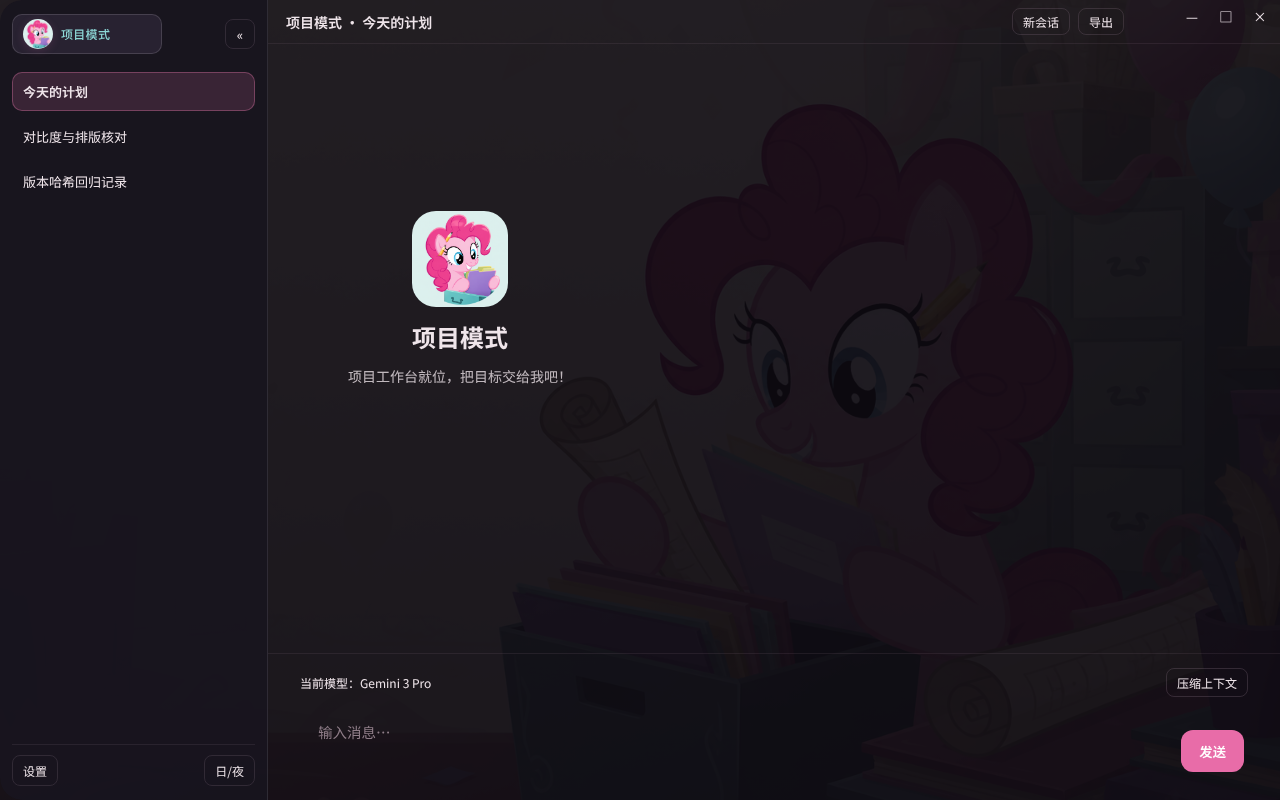 项目模式
«
今天的计划
对比度与排版核对
版本哈希回归记录
设置
日/夜
项目模式 • 今天的计划
新会话
导出
项目模式
项目工作台就位，把目标交给我吧！
当前模型：Gemini 3 Pro
压缩上下文
输入消息…
发送